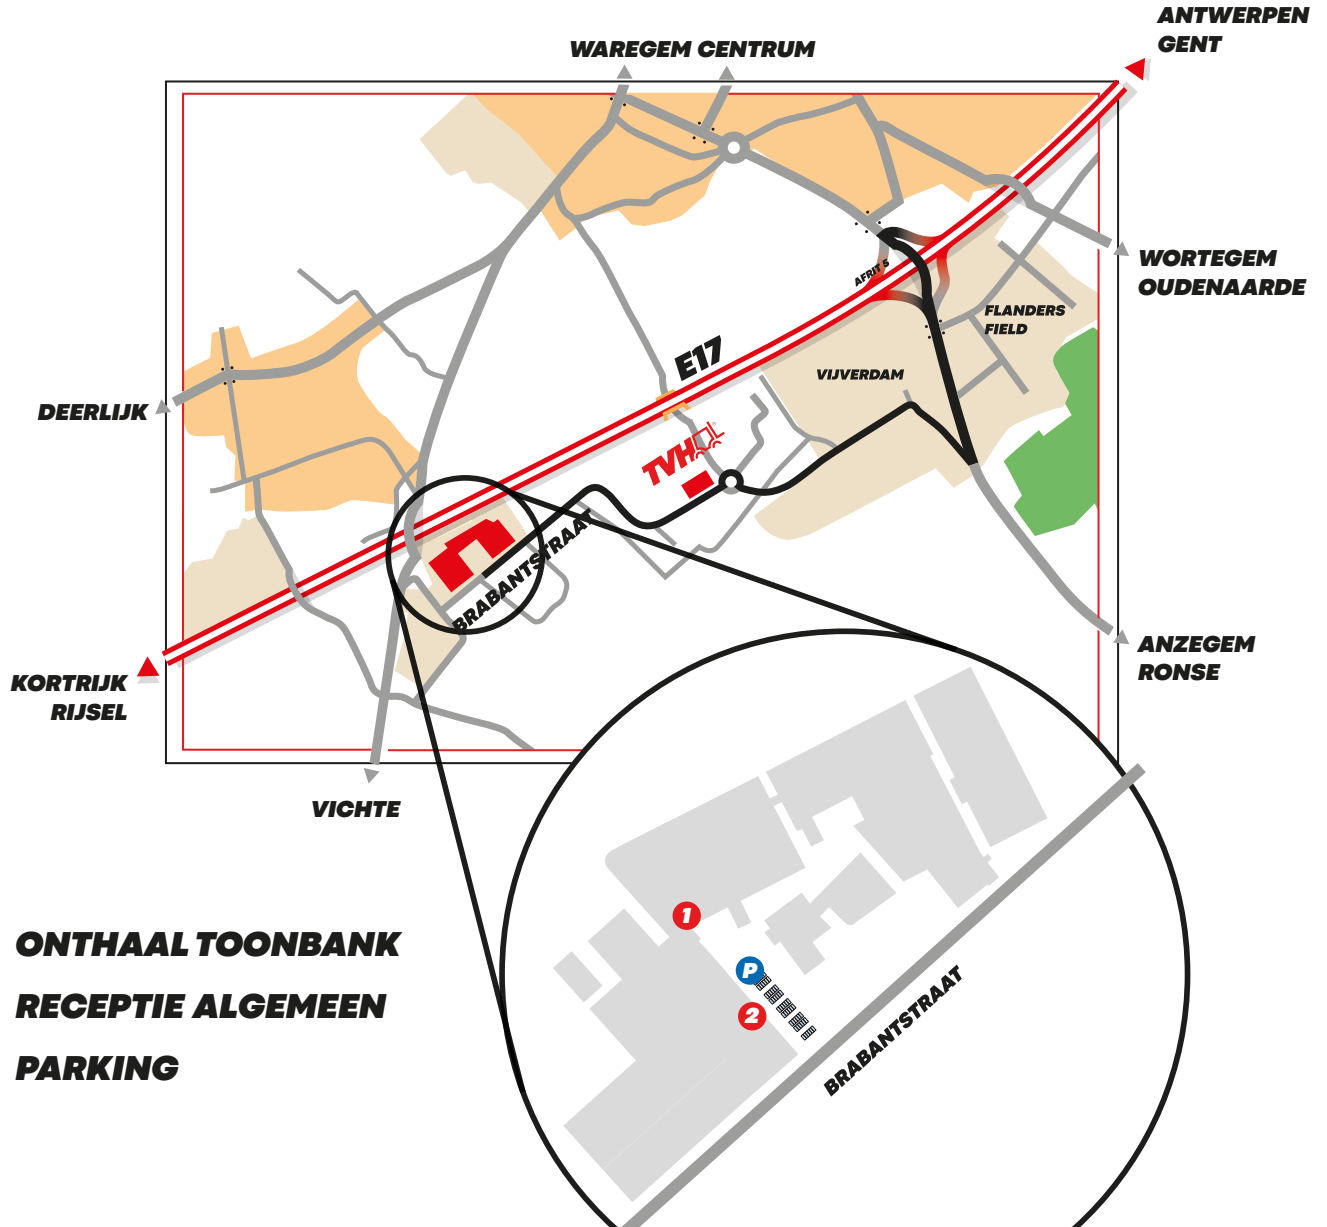 ANTWERPEN
GENT
WAREGEM CENTRUM
WORTEGEM
OUDENAARDE
AFRIT 5
FLANDERS
FIELD
E17
VIJVERDAM
DEERLIJK
TVH
BRABANTSTRAAT
ANZEGEM
RONSE
KORTRIJK
RIJSEL
VICHTE
1
P
2
BRABANTSTRAAT
ONTHAAL TOONBANK
RECEPTIE ALGEMEEN
PARKING